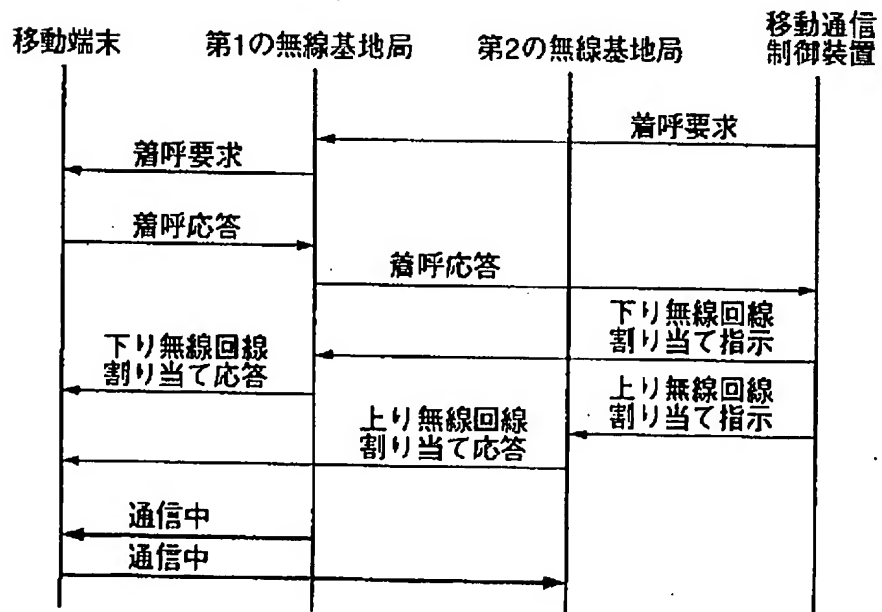 移動端末
第1の無線基地局
第2の無線基地局
移動通信
制御装置
着呼要求
着呼要求
着呼応答
着呼応答
下り無線回線
割り当て指示
下り無線回線
割り当て応答
上り無線回線
割り当て指示
上り無線回線
割り当て応答
通信中
通信中